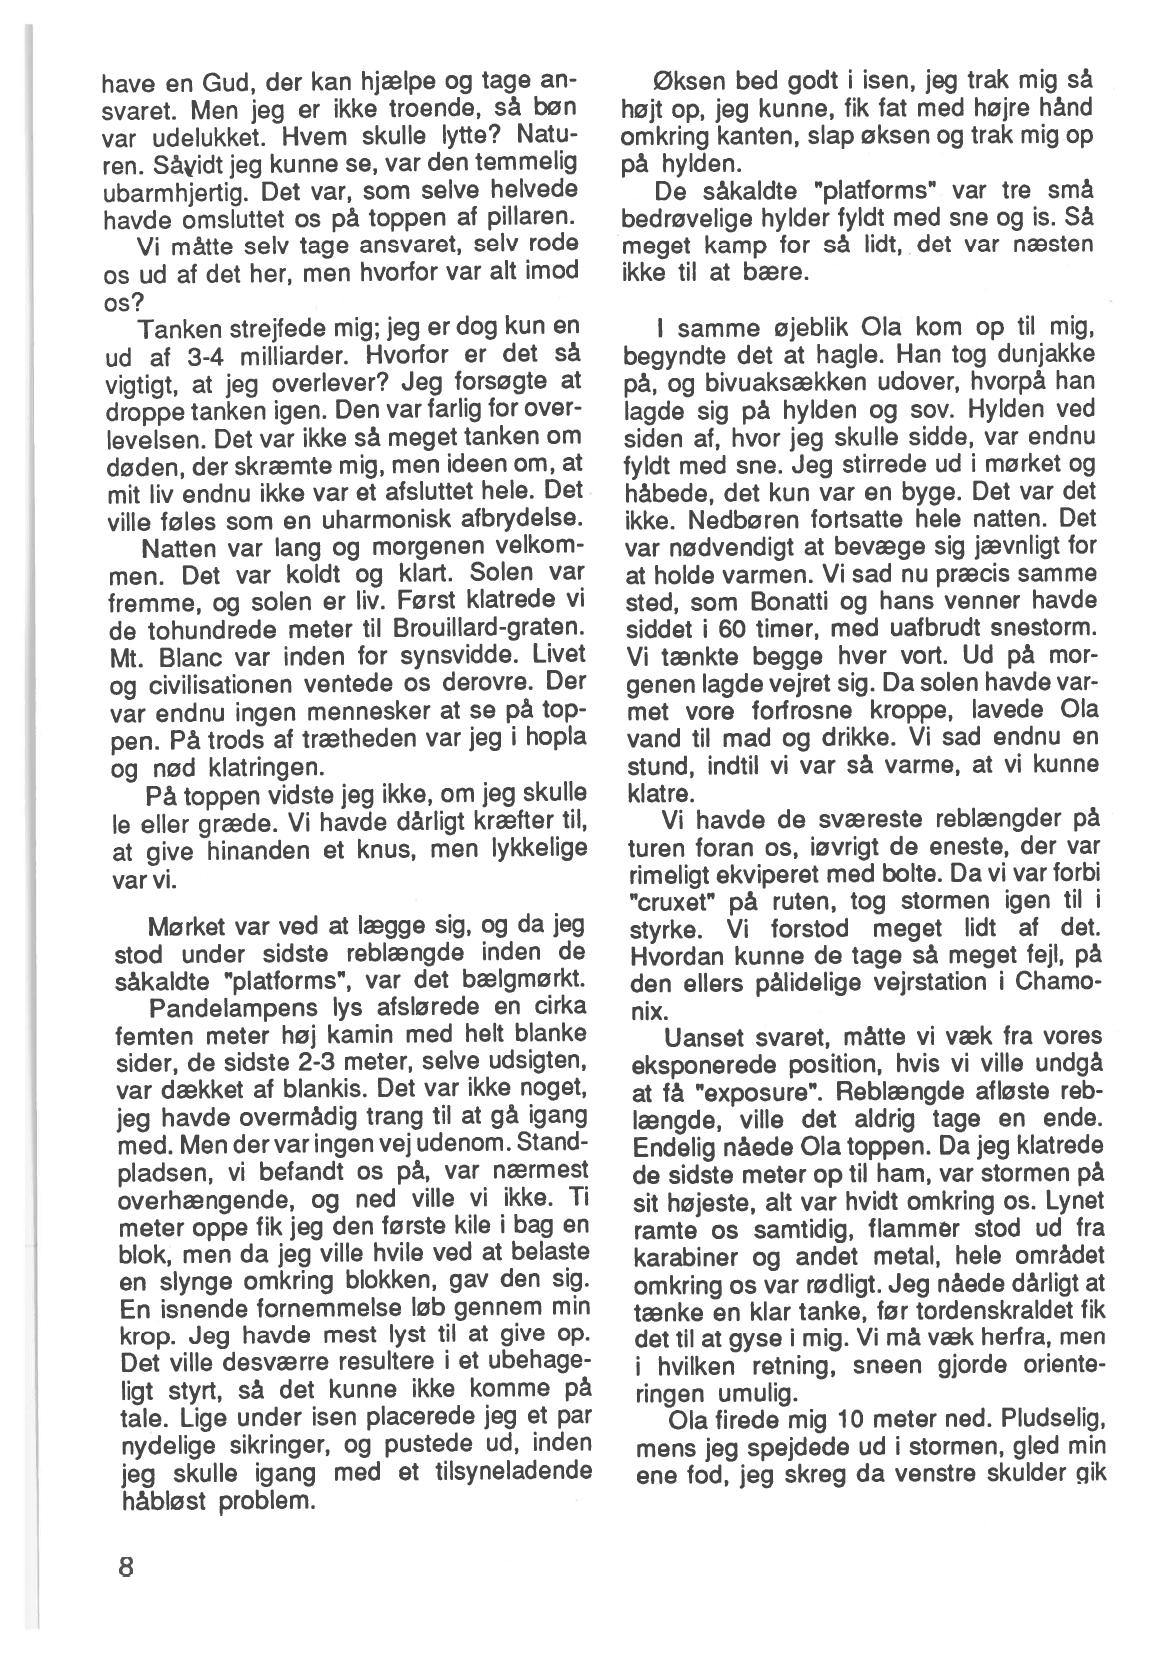 have en Gud, der kan hjælpe og tage an-
svaret. Men jeg er ikke troende, så bøn
var udelukket. Hvem skulle lytte? Natu-
ren. Såvidt jeg kunne se, var den temmelig
ubarmhjertig. Det var, som selve helvede
havde omsluttet os på toppen af pillaren.
Vi måtte selv tage ansvaret, selv rode
os ud af det her, men hvorfor var alt imod
os?
Tanken strejfede mig; jeg er dog kun en
ud af 3-4 milliarder. Hvorfor er det så
vigtigt, at jeg overlever? Jeg forsøgte at
droppe tanken igen. Den var farlig for over-
levelsen. Det var ikke så meget tanken om
døden, der skræmte mig, men ideen om, at
mit liv endnu ikke var et afsluttet hele. Det
ville føles som en uharmonisk afbrydelse.
Natten var lang og morgenen velkom-
men. Det var koldt og klart. Solen var
fremme, og solen er liv. Først klatrede vi
de tohundrede meter til Brouillard-graten.
Mt. Blanc var inden for synsvidde. Livet
og civilisationen ventede os derovre. Der
var endnu ingen mennesker at se på top-
pen. På trods af trætheden var jeg i hopla
og nød klatringen.
På toppen vidste jeg ikke, om jeg skulle
le eller græde. Vi havde dårligt kræfter til,
at give hinanden et knus, men lykkelige
var vi.
Mørket var ved at lægge sig, og da jeg
stod under sidste reblængde inden de
såkaldte "platforms", var det bælgmørkt.
Pandelampens lys afslørede en cirka
femten meter høj kamin med helt blanke
sider, de sidste 2-3 meter, selve udsigten,
var dækket af blankis. Det var ikke noget,
jeg havde overmådig trang til at gå igang
med. Men der var ingen vej udenom. Stand-
pladsen, vi befandt os på, var nærmest
overhængende, og ned ville vi ikke. Ti
meter oppe fik jeg den første kile i bag en
blok, men da jeg ville hvile ved at belaste
en slynge omkring blokken, gav den sig.
En isnende fornemmelse løb gennem min
krop. Jeg havde mest lyst til at give op.
Det ville desværre resultere i et ubehage-
ligt styrt, så det kunne ikke komme på
tale. Lige under isen placerede jeg et par
nydelige sikringer, og pustede ud, inden
jeg skulle igang med et tilsyneladende
håbløst problem.
Øksen bed godt i isen, jeg trak mig så
højt op, jeg kunne, fik fat med højre hånd
omkring kanten, slap øksen og trak mig op
på hylden.
De såkaldte "platforms" var tre små
bedrøvelige hylder fyldt med sne og is. Så
meget kamp for så lidt, det var næsten
ikke til at bære.
I samme øjeblik Ola kom op til mig,
begyndte det at hagle. Han tog dunjakke
på, og bivuaksækken udover, hvorpå han
lagde sig på hylden og sov. Hylden ved
siden af, hvor jeg skulle sidde, var endnu
fyldt med sne. Jeg stirrede ud i mørket og
håbede, det kun var en byge. Det var det
ikke. Nedbøren fortsatte hele natten. Det
var nødvendigt at bevæge sig jævnligt for
at holde varmen. Vi sad nu præcis samme
sted, som Bonatti og hans venner havde
siddet i 60 timer, med uafbrudt snestorm.
Vi tænkte begge hver vort. Ud på mor-
genen lagde vejret sig. Da solen havde var-
met vore forfrosne kroppe, lavede Ola
vand til mad og drikke. Vi sad endnu en
stund, indtil vi var så varme, at vi kunne
klatre.
Vi havde de sværeste reblængder på
turen foran os, iøvrigt de eneste, der var
rimeligt ekviperet med bolte. Da vi var forbi
"cruxet" på ruten, tog stormen igen til i
styrke. Vi forstod meget lidt af det.
Hvordan kunne de tage så meget fejl, på
den ellers pålidelige vejrstation i Chamo-
nix.
Uanset svaret, måtte vi væk fra vores
eksponerede position, hvis vi ville undgå
at få "exposure". Reblængde afløste reb-
længde, ville det aldrig tage en ende.
Endelig nåede Ola toppen. Da jeg klatrede
de sidste meter op til ham, var stormen på
sit højeste, alt var hvidt omkring os. Lynet
ramte os samtidig, flammer stod ud fra
karabiner og andet metal, hele området
omkring os var rødligt. Jeg nåede dårligt at
tænke en klar tanke, før tordenskraldet fik
det til at gyse i mig. Vi må væk herfra, men
i hvilken retning, sneen gjorde oriente-
ringen umulig.
Ola firede mig 10 meter ned. Pludselig,
mens jeg spejdede ud i stormen, gled min
ene fod, jeg skreg da venstre skulder gik
8